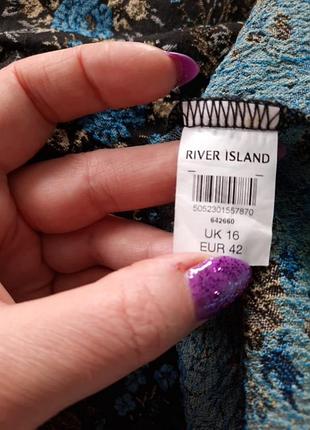 RIVER ISLAND
5052301557870
642660
UK 16
EUR 42